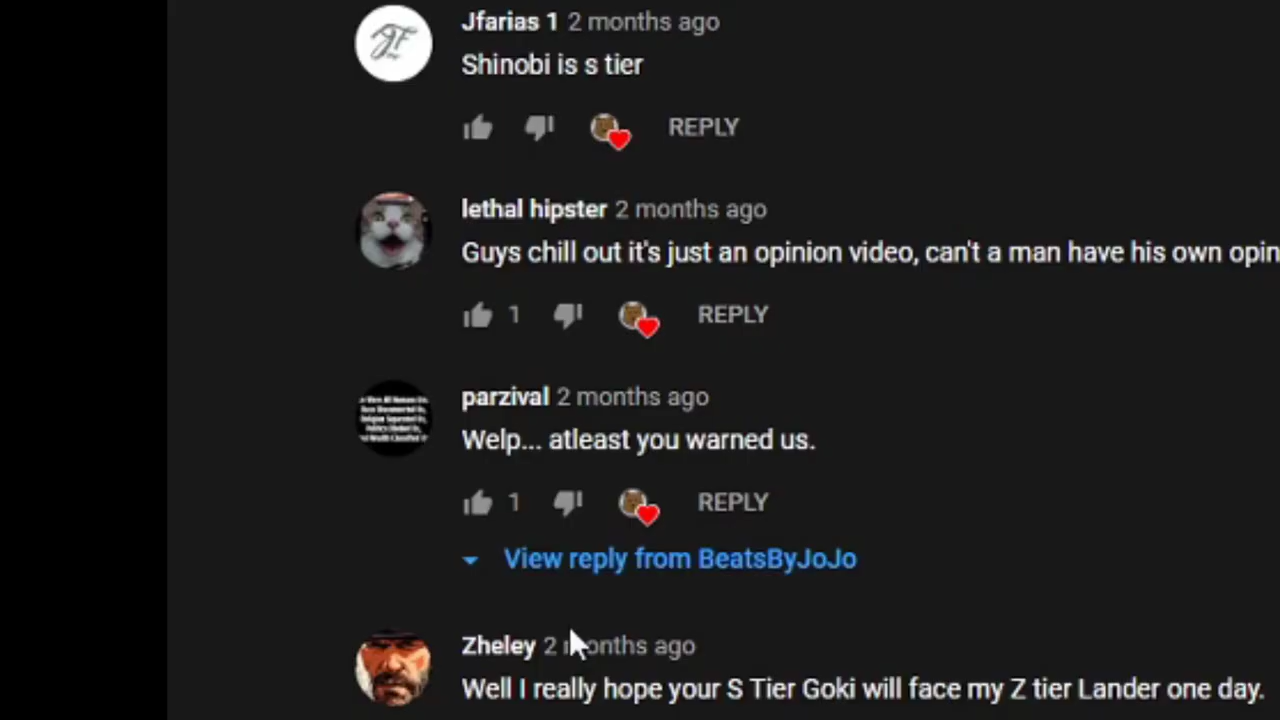 Jfarias 1 2 months ago
Shinobi is s tier
REPLY
lethal hipster 2 months ago
Guys chill out it's just an opinion video, can't a man have his own opin
1 REPLY
parzival 2 months ago
Welp... atleast you warned us.
1 REPLY
View reply from BeatsByJoJo
Zheley 2 months ago
Well I really hope your S Tier Goki will face my Z tier Lander one day.